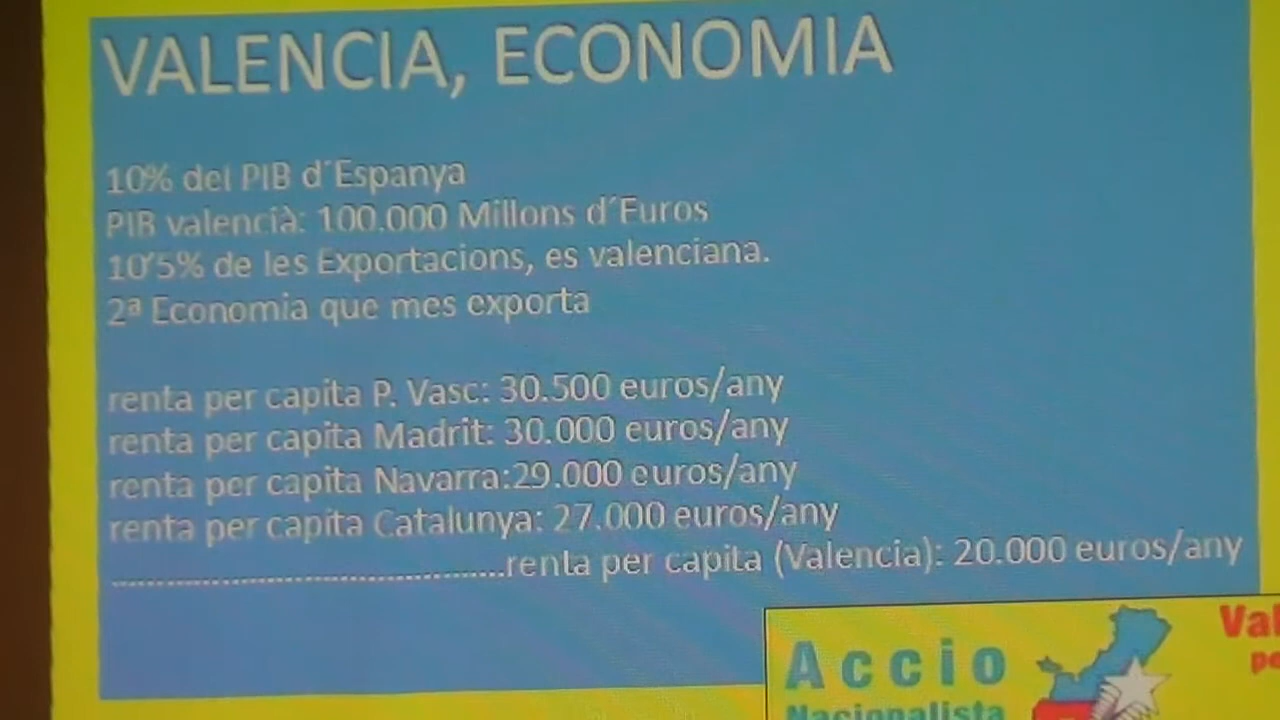 VALENCIA, ECONOMIA
10% del PIB d´Espanya
PIB valencià: 100.000 Millons d´Euros
10'5% de les Exportacions, es valenciana.
2ª Economia que mes exporta
renta per capita P. Vasc: 30.500 euros/any
renta per capita Madrit: 30.000 euros/any
renta per capita Navarra:29.000 euros/any
renta per capita Catalunya: 27.000 euros/any
.......................................renta per capita (Valencia): 20.000 euros/any
Accio
Nacionalista